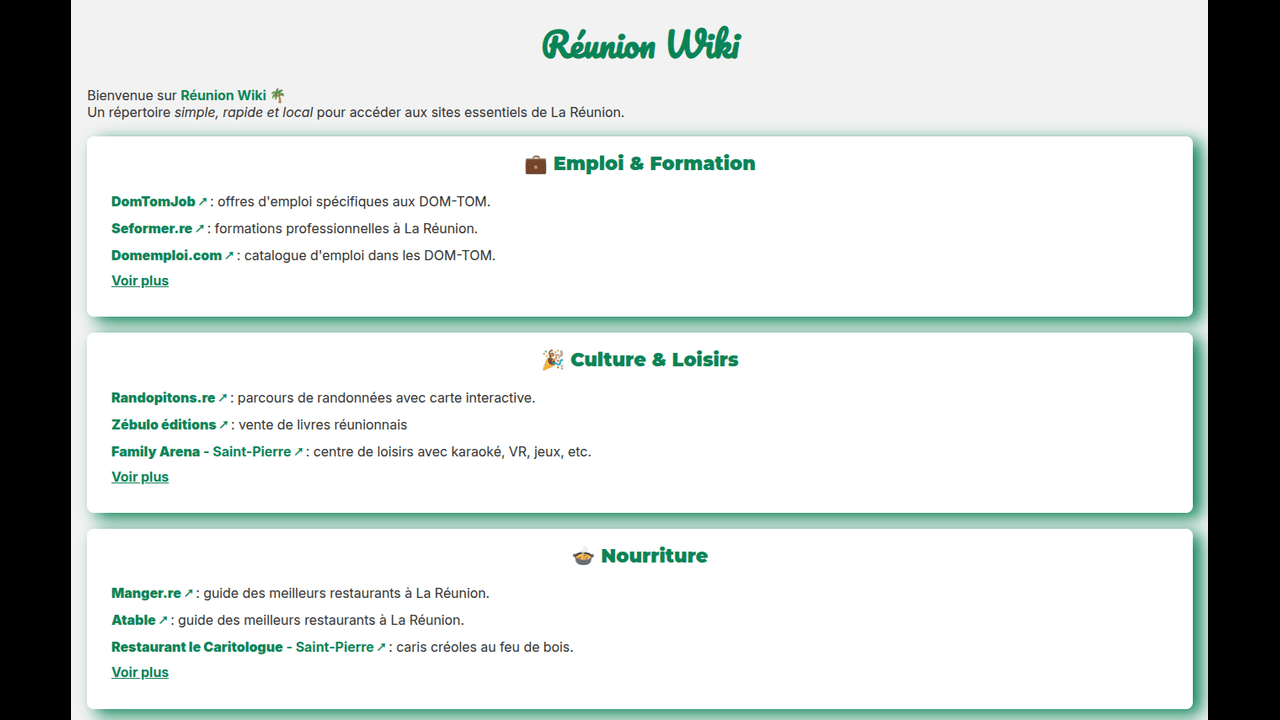 Réunion Wiki
Bienvenue sur Réunion Wiki 🌴
Un répertoire simple, rapide et local pour accéder aux sites essentiels de La Réunion.
💼 Emploi & Formation
DomTomJob ↗ : offres d'emploi spécifiques aux DOM-TOM.
Seformer.re ↗ : formations professionnelles à La Réunion.
Domemploi.com ↗ : catalogue d'emploi dans les DOM-TOM.
Voir plus
🎉 Culture & Loisirs
Randopitons.re ↗ : parcours de randonnées avec carte interactive.
Zébulo éditions ↗ : vente de livres réunionnais
Family Arena - Saint-Pierre ↗ : centre de loisirs avec karaoké, VR, jeux, etc.
Voir plus
🍲 Nourriture
Manger.re ↗ : guide des meilleurs restaurants à La Réunion.
Atable ↗ : guide des meilleurs restaurants à La Réunion.
Restaurant le Caritologue - Saint-Pierre ↗ : caris créoles au feu de bois.
Voir plus